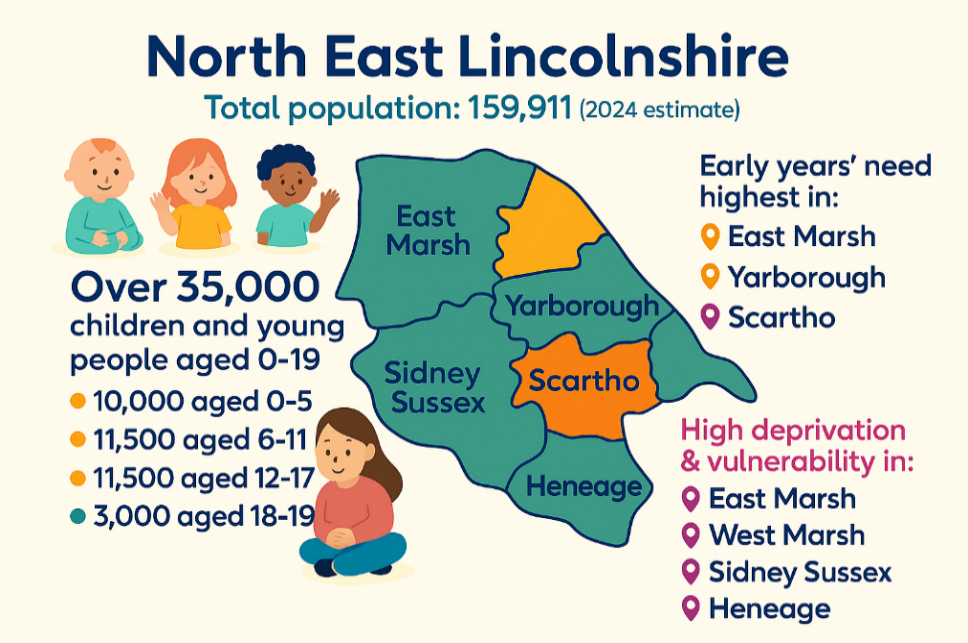 North East Lincolnshire
Total population: 159,911 (2024 estimate)
Over 35,000
children and young
people aged 0-19
10,000 aged 0-5
11,500 aged 6-11
11,500 aged 12-17
3,000 aged 18-19
East
Marsh
Yarborough
Sidney
Sussex
Scartho
Heneage
Early years’ need
highest in:
East Marsh
Yarborough
Scartho
High deprivation
& vulnerability in:
East Marsh
West Marsh
Sidney Sussex
Heneage